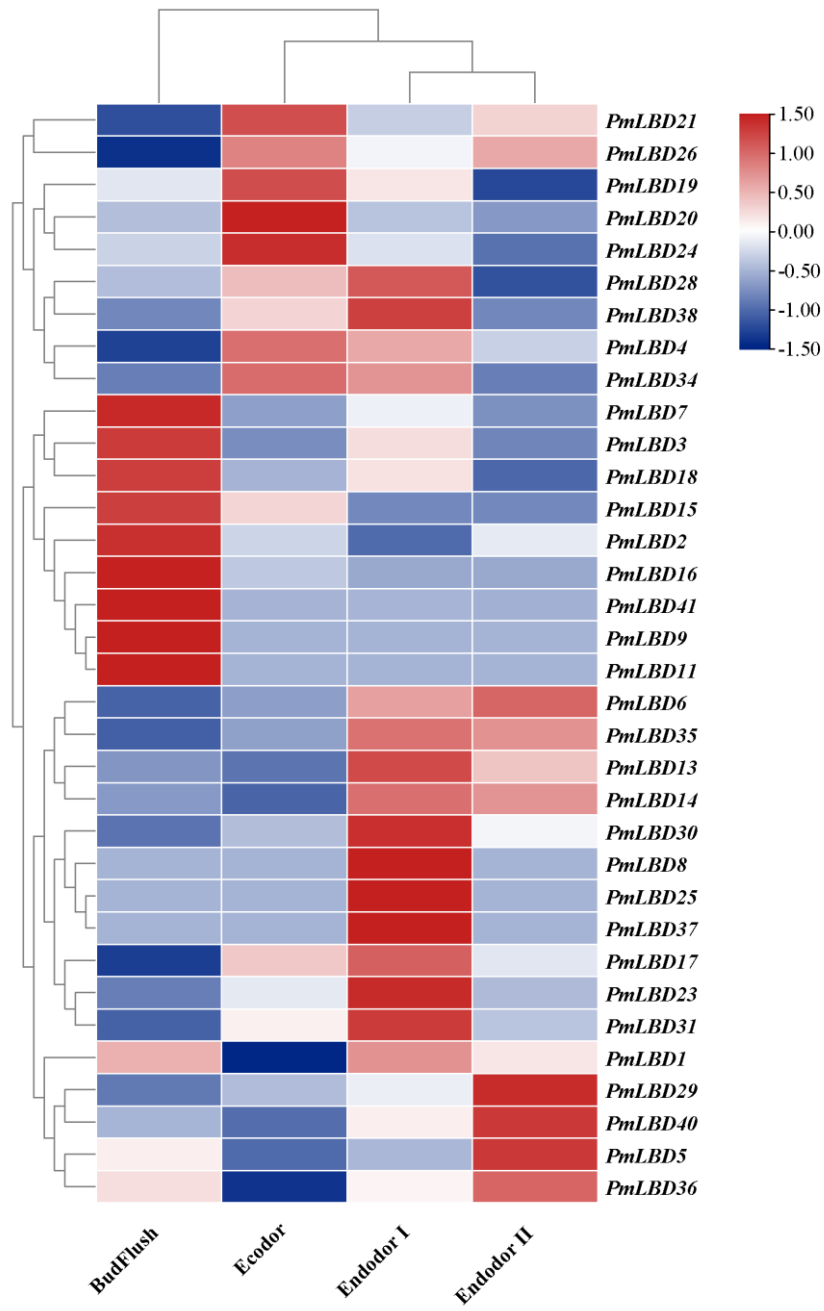 PmLBD21
PmLBD26
PmLBD19
PmLBD20
PmLBD24
PmLBD28
PmLBD38
PmLBD4
PmLBD34
PmLBD7
PmLBD3
PmLBD18
PmLBD15
PmLBD2
PmLBD16
PmLBD41
PmLBD9
PmLBD11
PmLBD6
PmLBD35
PmLBD13
PmLBD14
PmLBD30
PmLBD8
PmLBD25
PmLBD37
PmLBD17
PmLBD23
PmLBD31
PmLBD1
PmLBD29
PmLBD40
PmLBD5
PmLBD36
1.50
1.00
0.50
0.00
-0.50
-1.00
-1.50
BudFlush
Ecodor
Endodor I
Endodor II